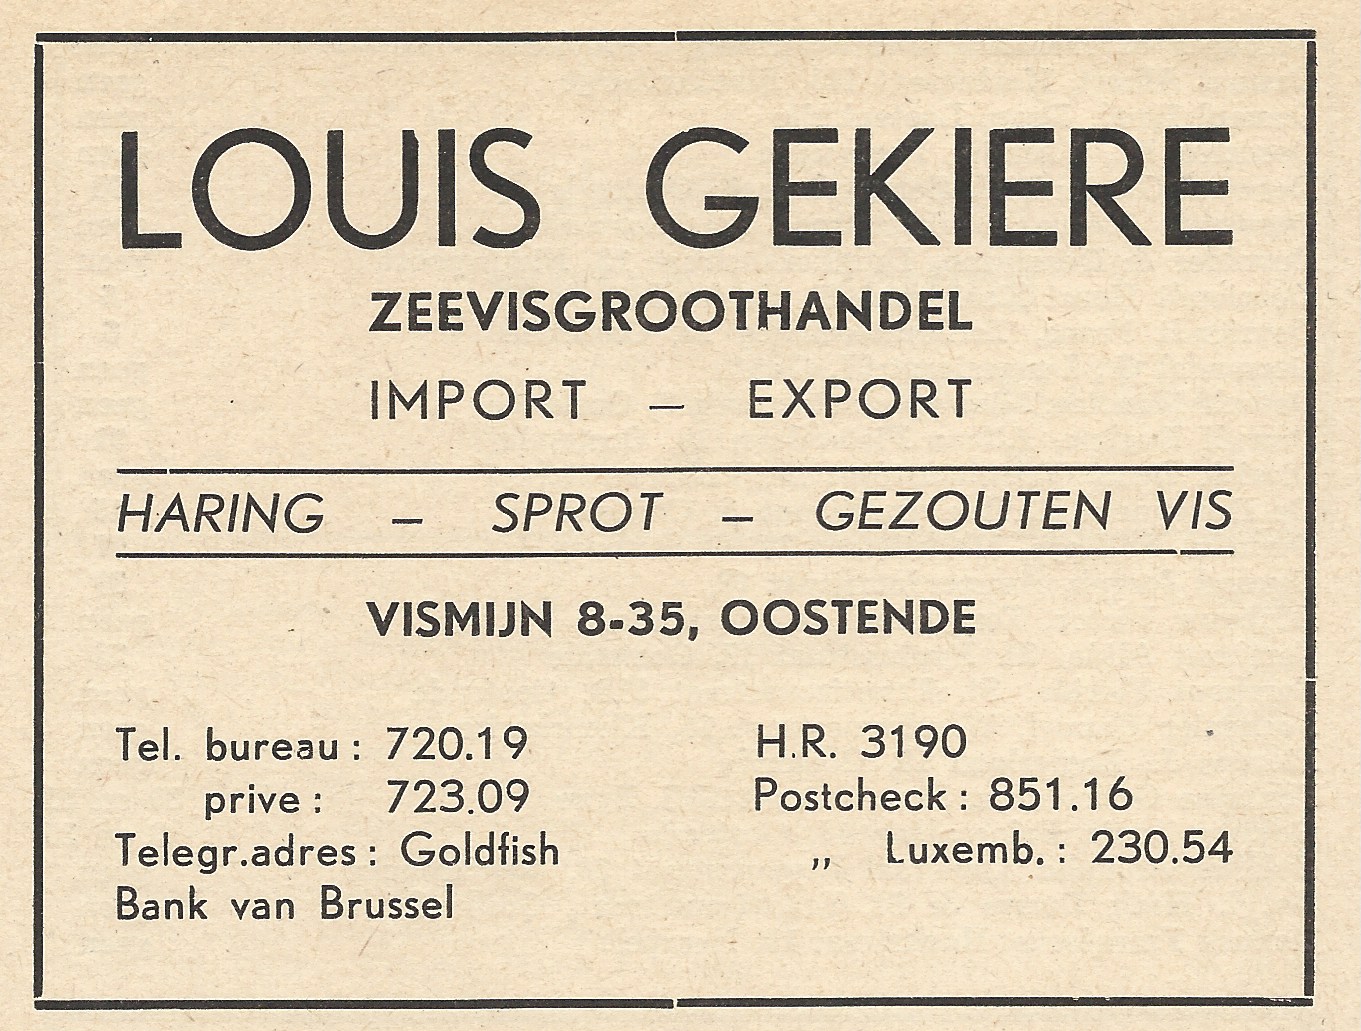 LOUIS GEKIERE
ZEEVISGROOTHANDEL
IMPORT — EXPORT
HARING — SPROT — GEZOUTEN VIS
VISMIJN 8-35, OOSTENDE
Tel. bureau : 720.19
prive : 723.09
Telegr.adres : Goldfish
Bank van Brussel
H.R. 3190
Postcheck : 851.16
„ Luxemb. : 230.54